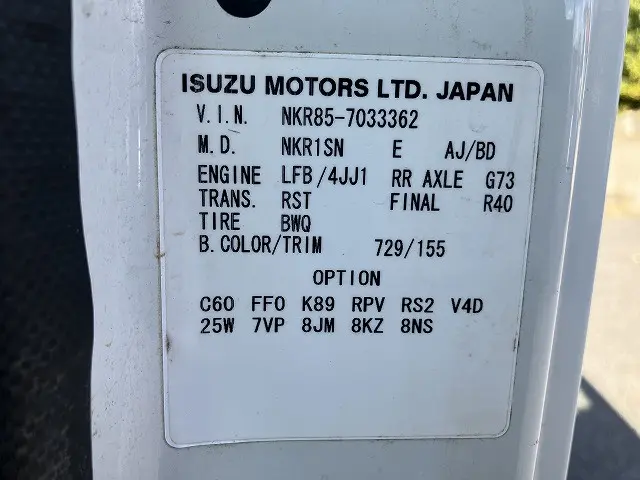 ISUZU MOTORS LTD. JAPAN
V.I.N. NKR85-7033362
M.D. NKR1SN E AJ/BD
ENGINE LFB/4JJ1 RR AXLE G73
TRANS. RST FINAL R40
TIRE BWQ
B.COLOR/TRIM 729/155
OPTION
C60 FF0 K89 RPV RS2 V4D
25W 7VP 8JM 8KZ 8NS